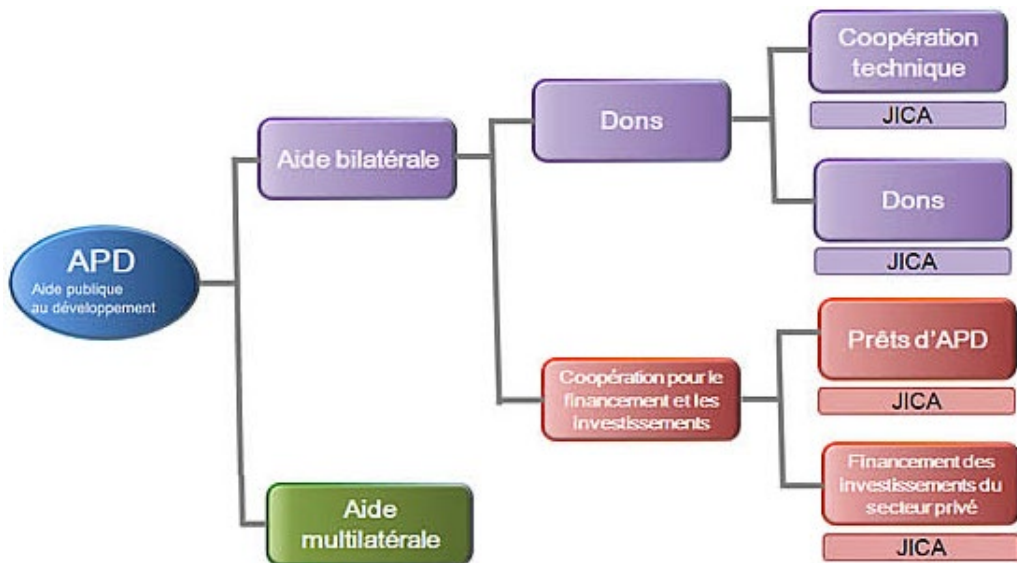 APD
Aide publique
au développement
Aide bilatérale
Aide
multilatérale
Dons
Coopération pour le
financement et les
investissements
Coopération
technique
JICA
Dons
JICA
Prêts d'APD
JICA
Financement des
investissements du
secteur privé
JICA